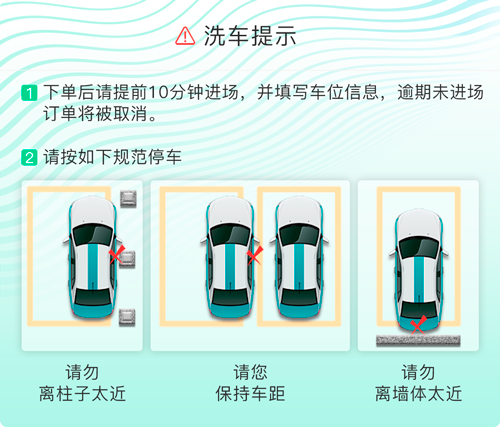 洗车提示
1 下单后请提前10分钟进场，并填写车位信息，逾期未进场
订单将被取消。
2 请按如下规范停车
请勿
离柱子太近
请您
保持车距
请勿
离墙体太近